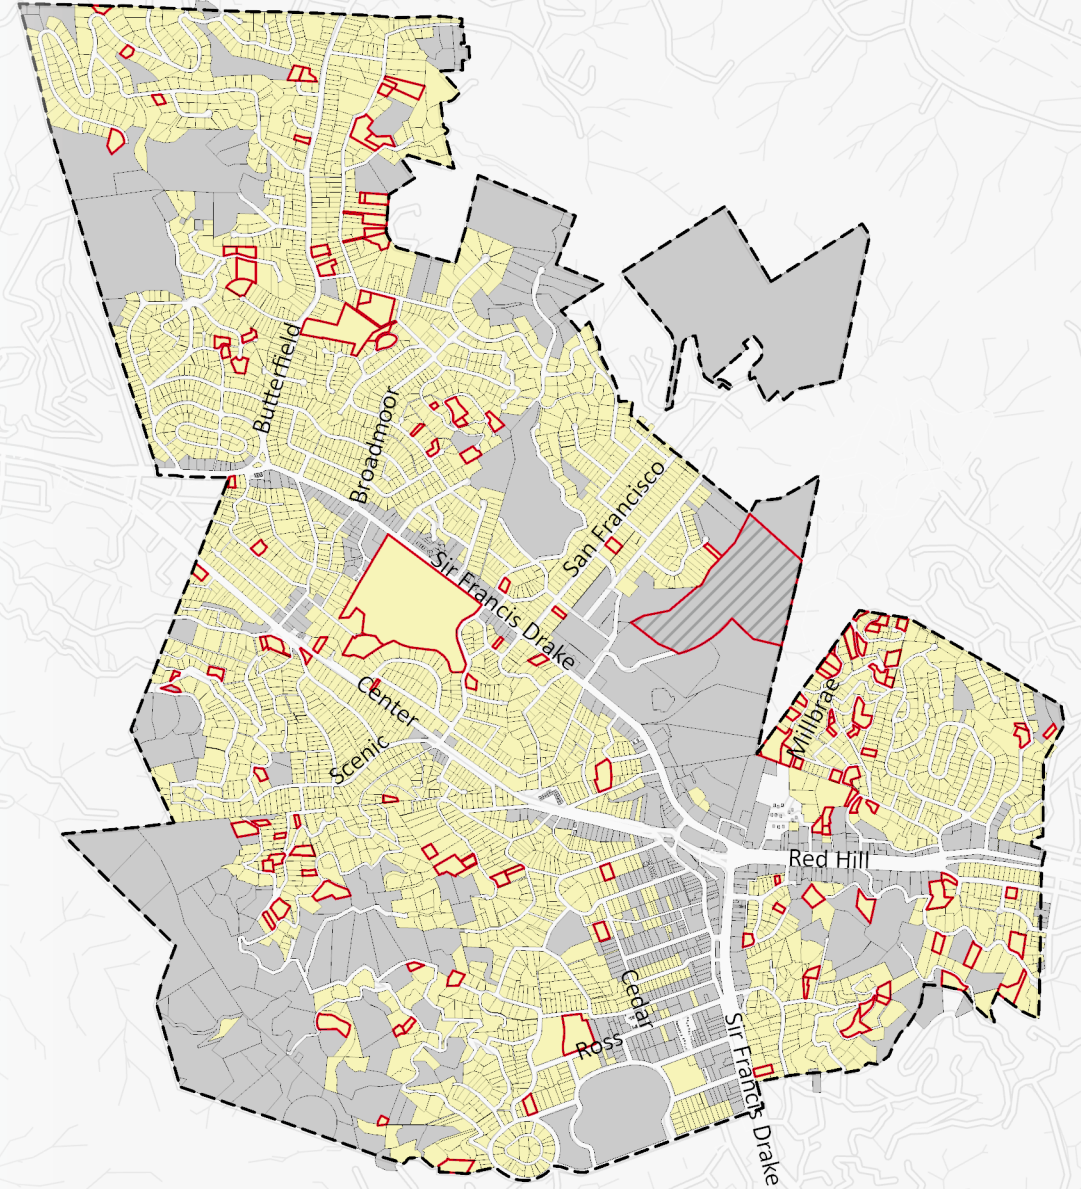 Butterfield
Broadmoor
San Francisco
Sir Francis Drake
Millbrae
Center
Scenic
Red Hill
Cedar
Ross
Sir Francis Drake